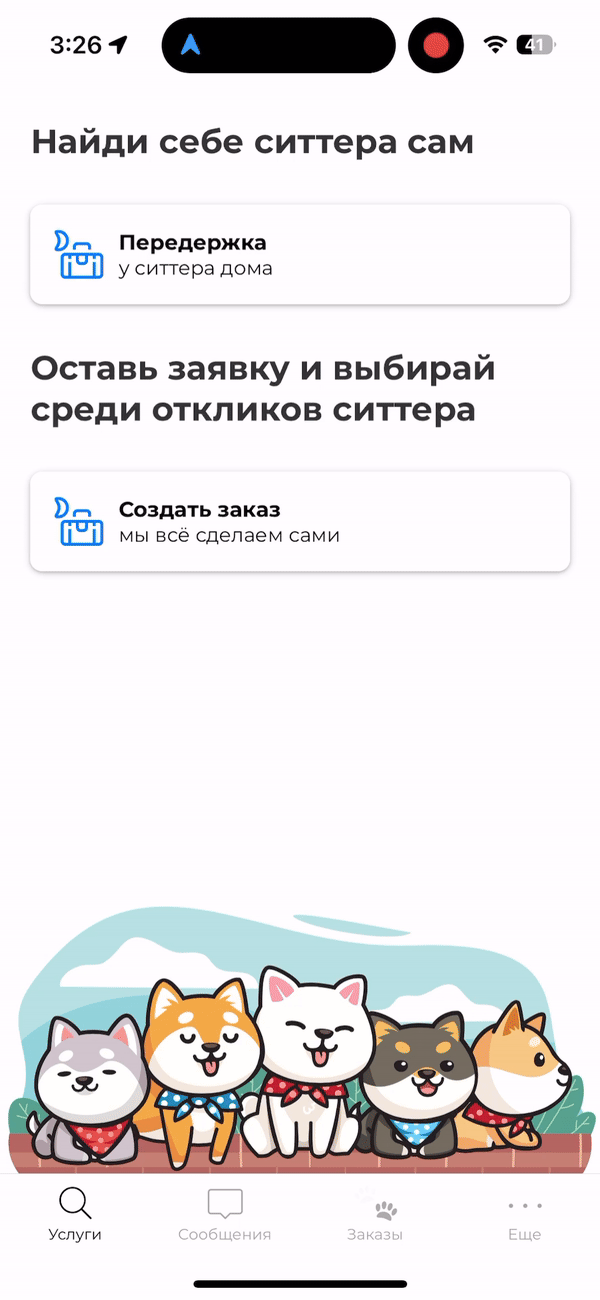 3:26
41
Найди себе ситтера сам
Передержка
у ситтера дома
Оставь заявку и выбирай
среди откликов ситтера
Создать заказ
мы всё сделаем сами
Услуги
Сообщения
Заказы
Еще